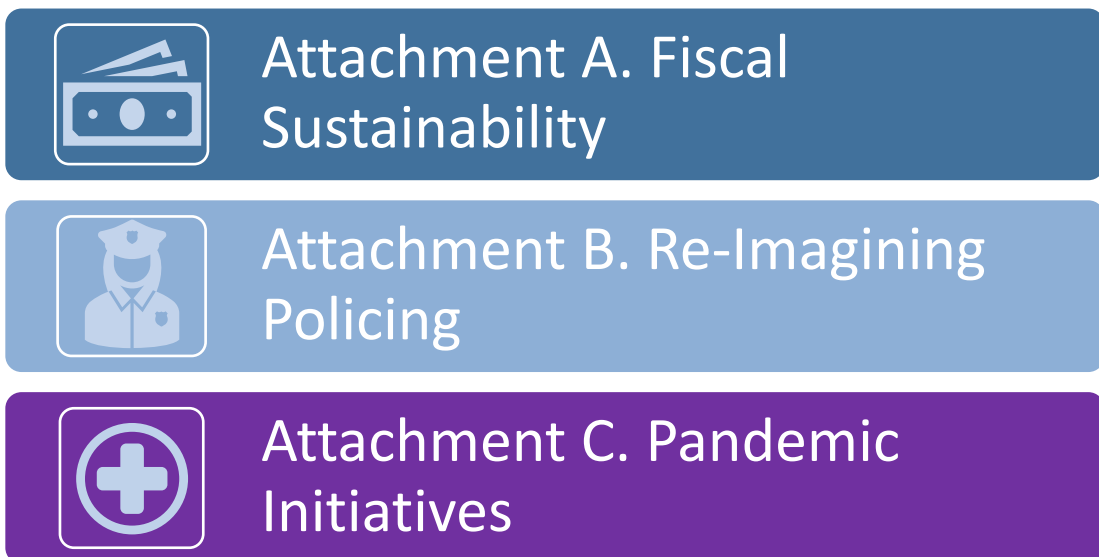 Attachment A. Fiscal
Sustainability
Attachment B. Re-Imagining
Policing
Attachment C. Pandemic
Initiatives